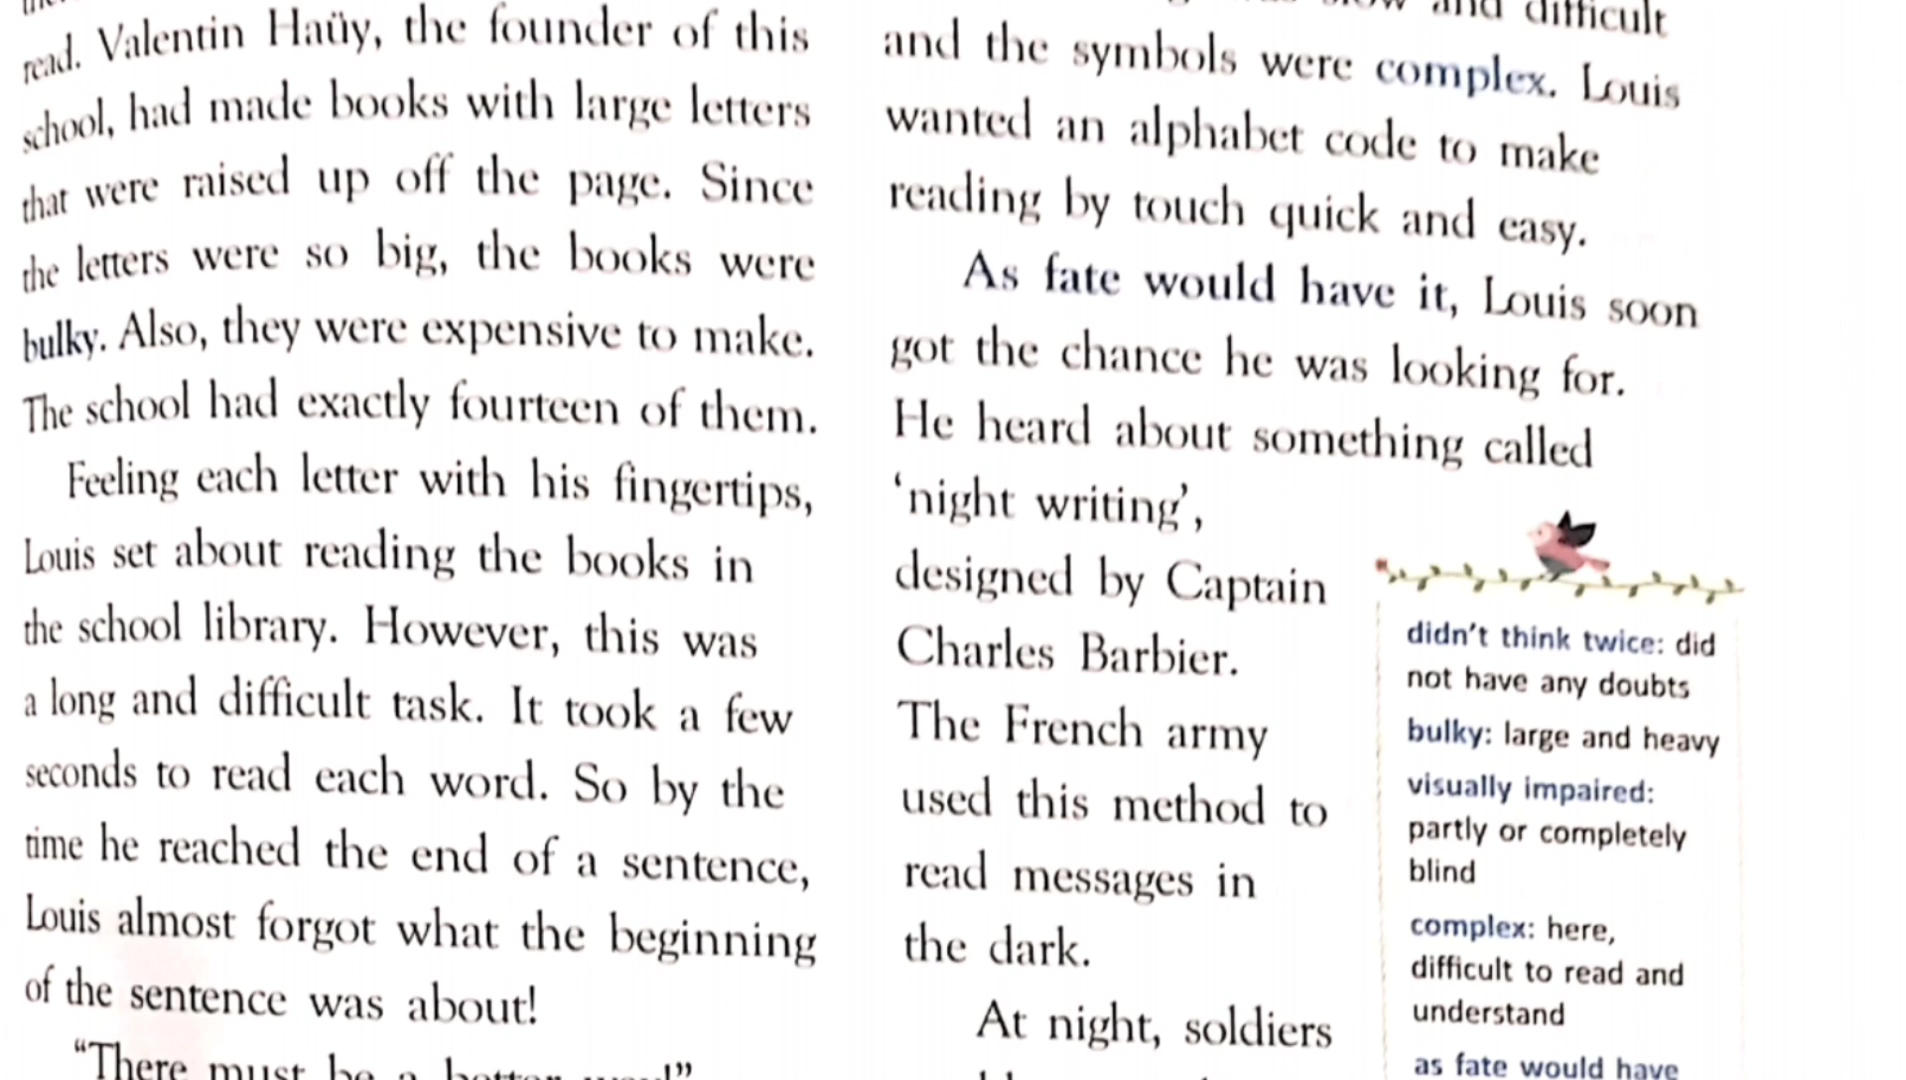 read. Valentin Haüy, the founder of this
school, had made books with large letters
that were raised up off the page. Since
the letters were so big, the books were
bulky. Also, they were expensive to make.
The school had exactly fourteen of them.
Feeling each letter with his fingertips,
Louis set about reading the books in
the school library. However, this was
a long and difficult task. It took a few
seconds to read each word. So by the
time he reached the end of a sentence,
Louis almost forgot what the beginning
of the sentence was about!
“There must be a better way!”
and difficult
and the symbols were complex. Louis
wanted an alphabet code to make
reading by touch quick and easy.
As fate would have it, Louis soon
got the chance he was looking for.
He heard about something called
‘night writing’,
designed by Captain
Charles Barbier.
The French army
used this method to
read messages in
the dark.
At night, soldiers
didn’t think twice: did
not have any doubts
bulky: large and heavy
visually impaired:
partly or completely
blind
complex: here,
difficult to read and
understand
as fate would have